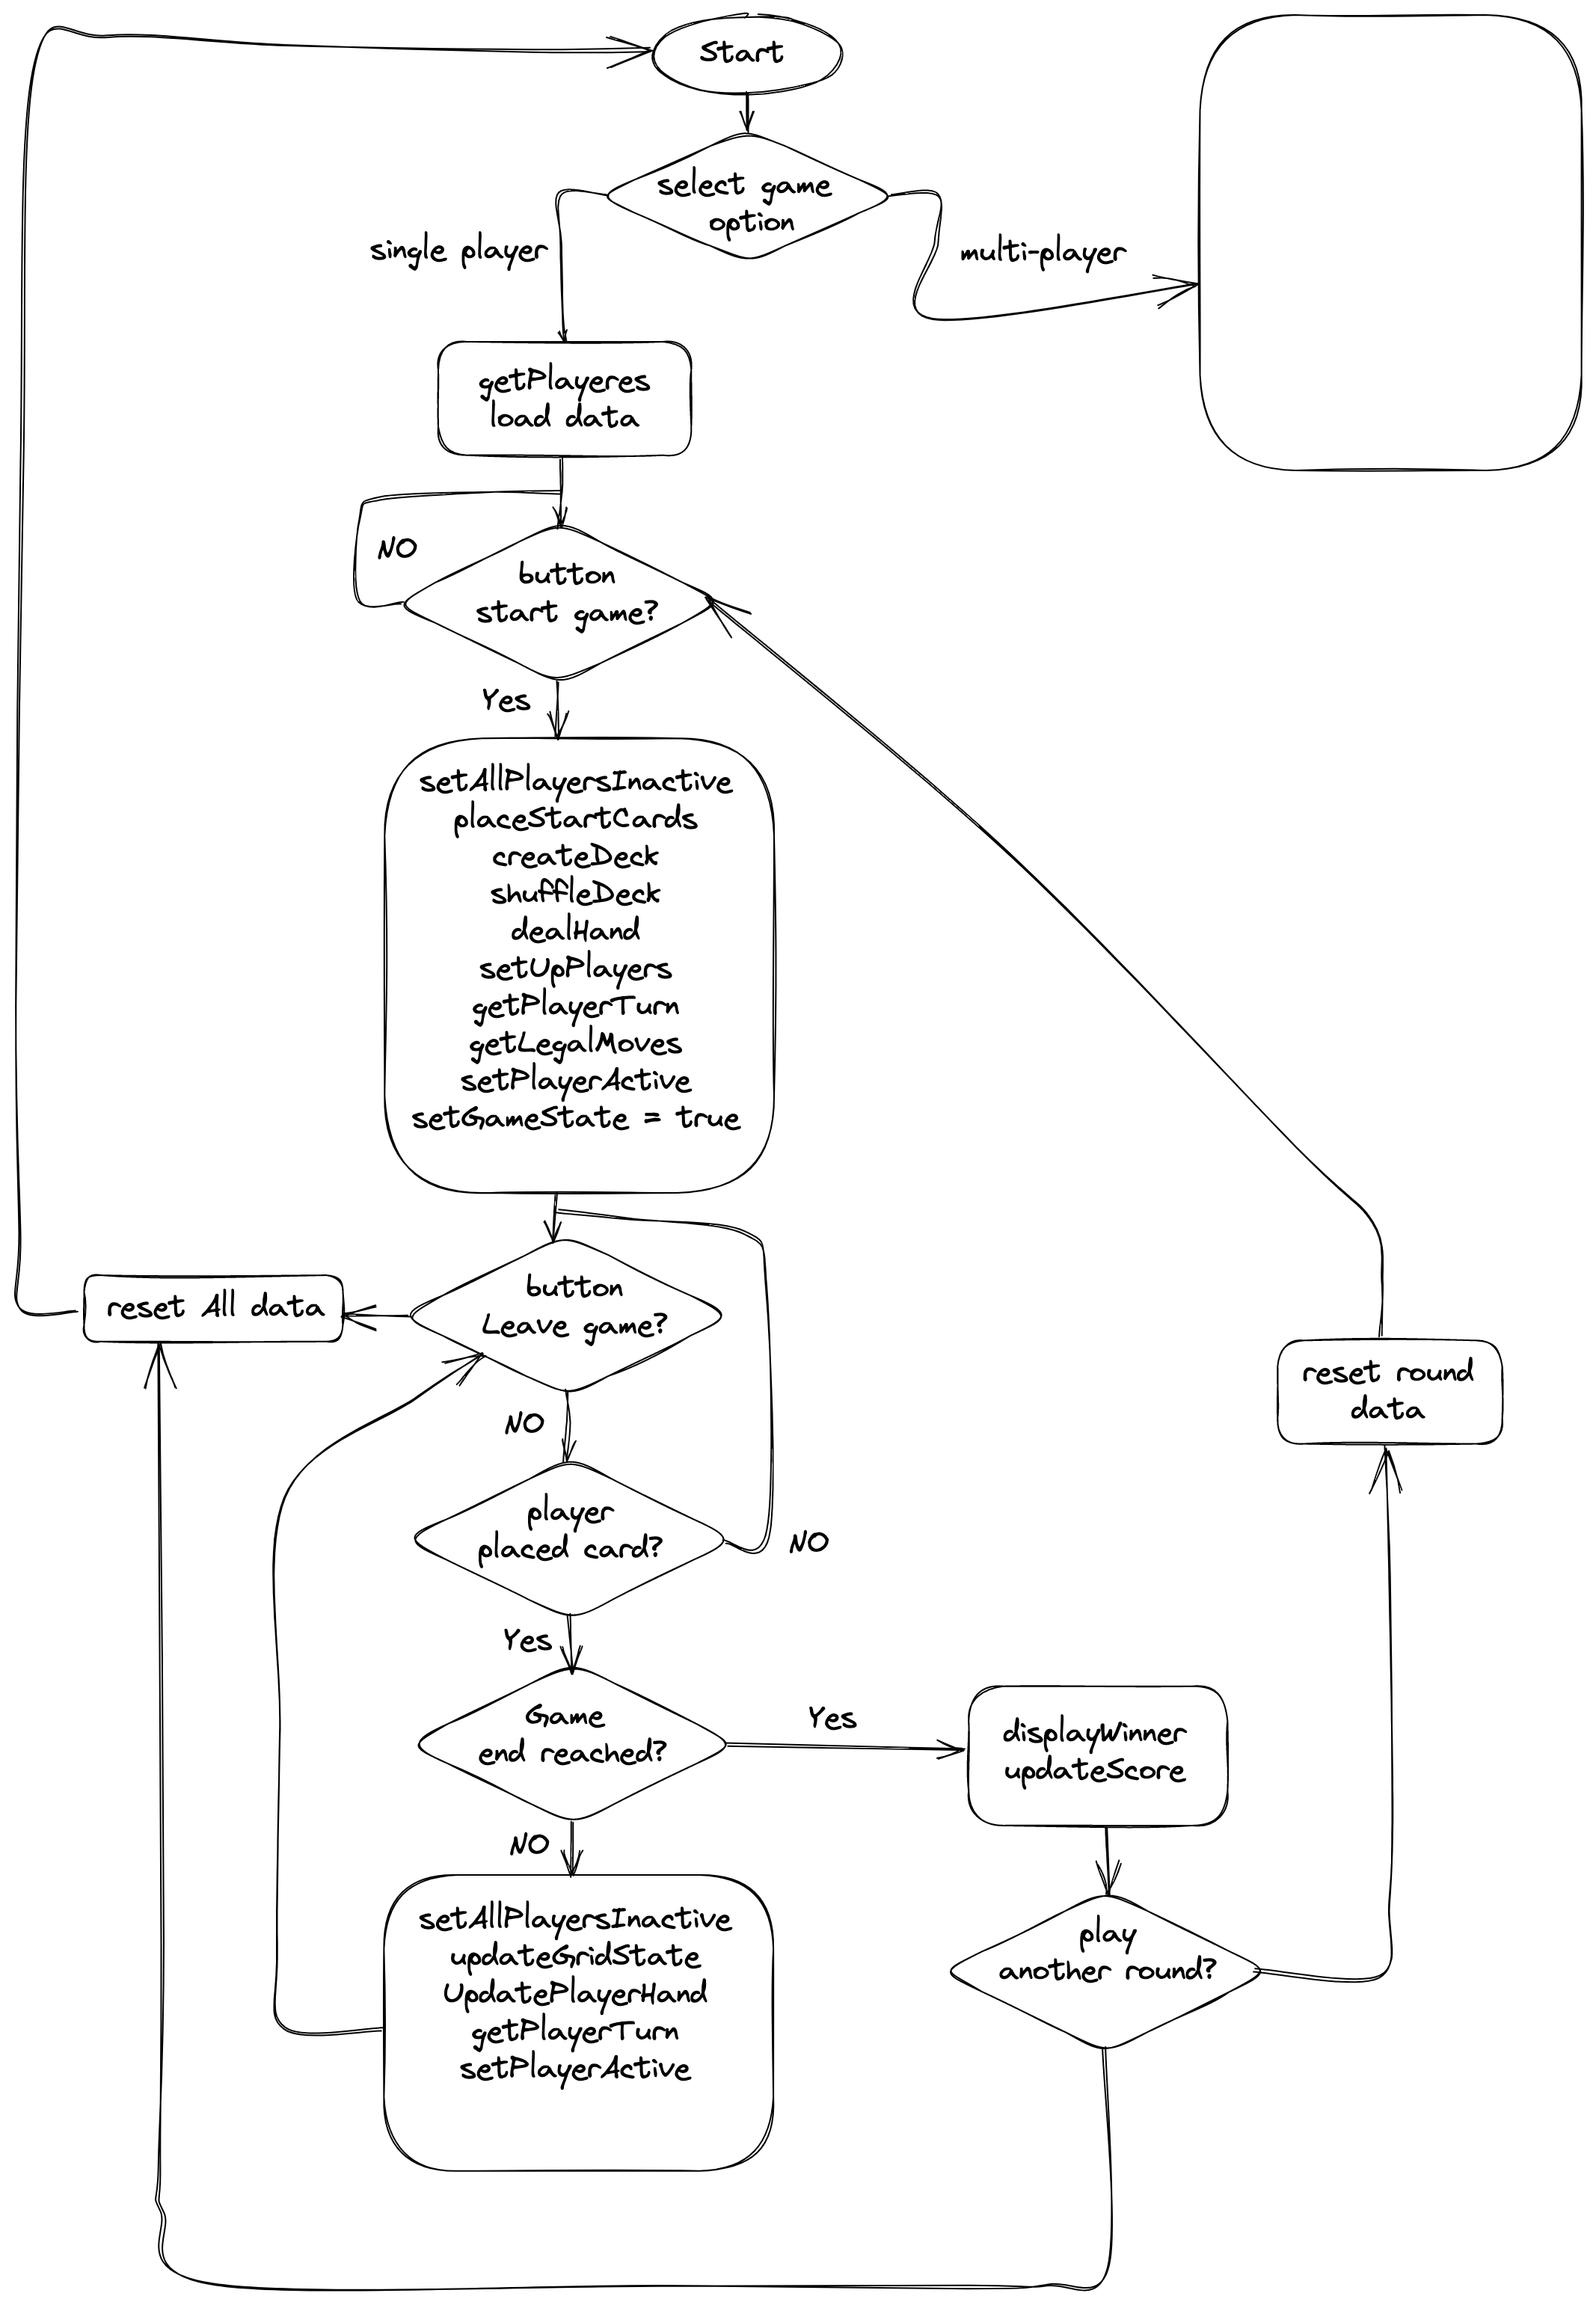 Start
select game
option
single player
multi-player
getPlayeres
load data
NO
button
start game?
Yes
setAllPlayersInactive
placeStartCards
createDeck
shuffleDeck
dealHand
setUpPlayers
getPlayerTurn
getLegalMoves
setPlayerActive
setGameState = true
button
Leave game?
reset All data
NO
reset round
data
player
placed card?
NO
Yes
Game
end reached?
Yes
displayWinner
updateScore
NO
setAllPlayersInactive
updateGridState
UpdatePlayerHand
getPlayerTurn
setPlayerActive
play
another round?